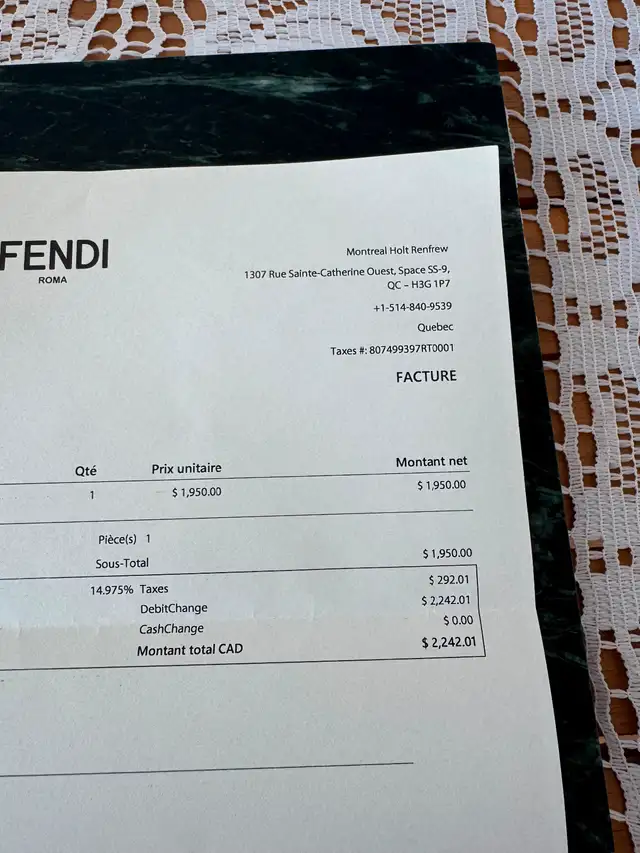 FENDI
ROMA
Montreal Holt Renfrew
1307 Rue Sainte-Catherine Ouest, Space SS-9,
QC - H3G 1P7
+1-514-840-9539
Quebec
Taxes #: 807499397RT0001
FACTURE
Qté Prix unitaire Montant net
1 $ 1,950.00 $ 1,950.00
Pièce(s) 1
Sous-Total $ 1,950.00
14.975% Taxes $ 292.01
DebitChange $ 2,242.01
CashChange $ 0.00
Montant total CAD $ 2,242.01